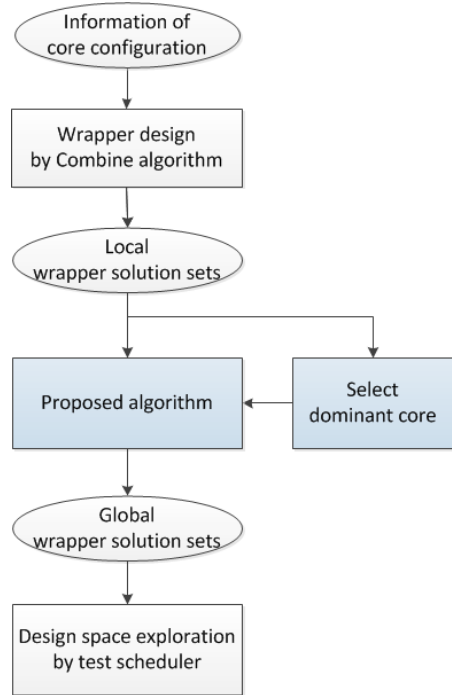 Information of
core configuration
Wrapper design
by Combine algorithm
Local
wrapper solution sets
Proposed algorithm
Select
dominant core
Global
wrapper solution sets
Design space exploration
by test scheduler